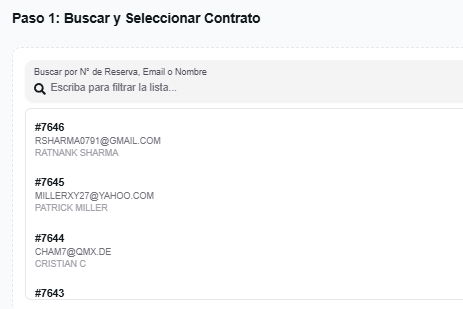 Paso 1: Buscar y Seleccionar Contrato
Buscar por N° de Reserva, Email o Nombre
Escriba para filtrar la lista...
#7646
RSHARMA0791@GMAIL.COM
RATNANK SHARMA
#7645
MILLERXY27@YAHOO.COM
PATRICK MILLER
#7644
CHAM7@QMX.DE
CRISTIAN C
#7643